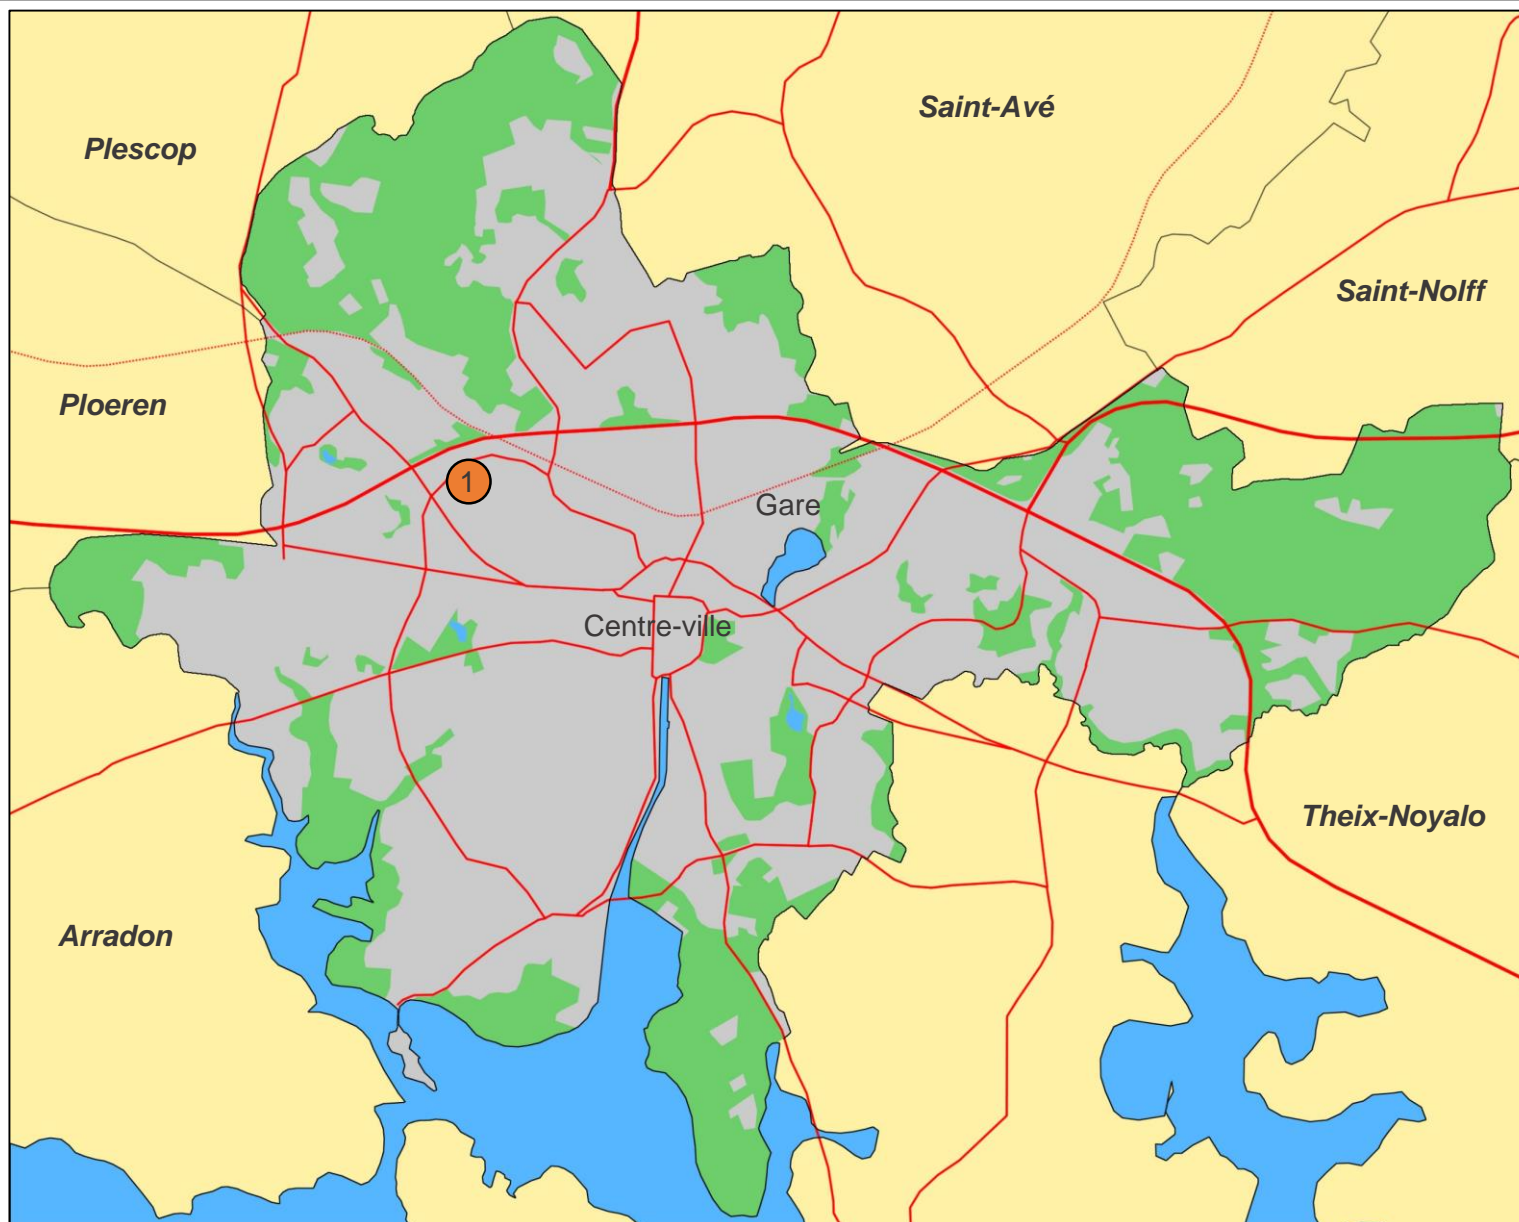 Saint-Avé
Plescop
Saint-Nolff
Ploeren
1
Gare
Centre-ville
Theix-Noyalo
Arradon